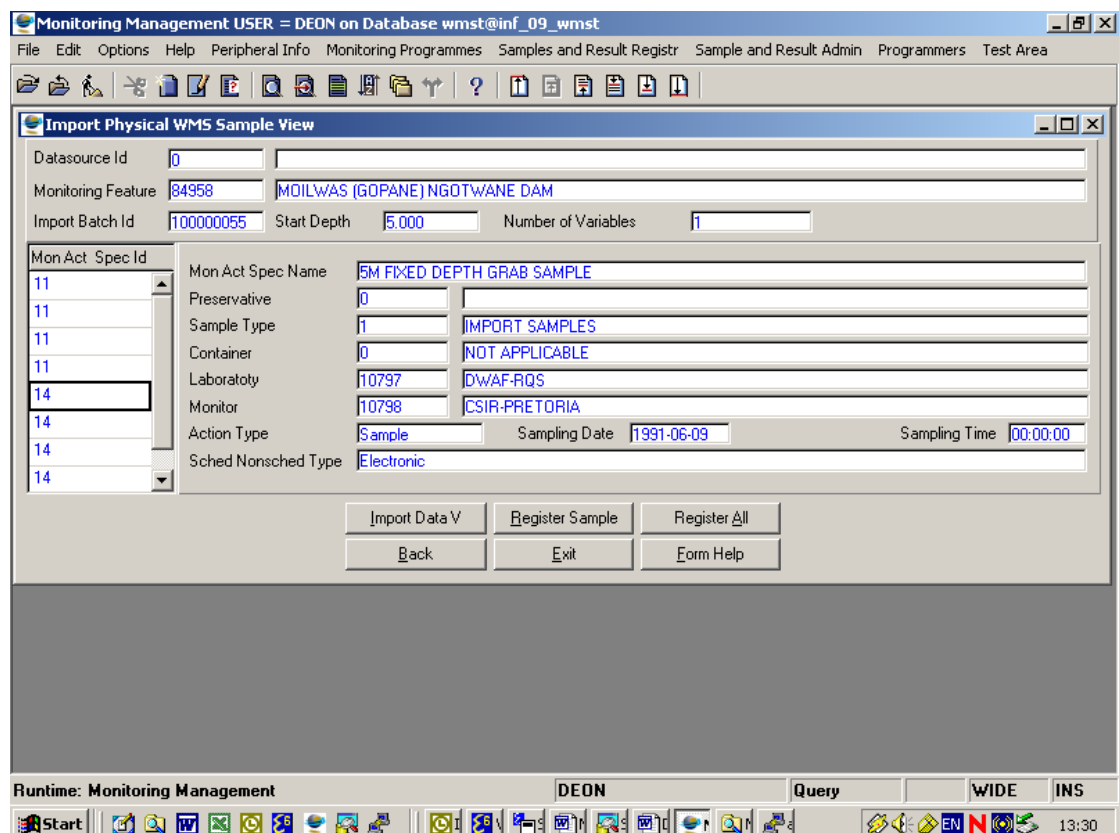 Monitoring Management USER = DEON on Database wmst@inf_09_wmst
File Edit Options Help Peripheral Info Monitoring Programmes Samples and Result Registr Sample and Result Admin Programmers Test Area
Import Physical WMS Sample View
Datasource Id 0
Monitoring Feature 84958 MOILWAS (GOPANE) NGOTWANE DAM
Import Batch Id 100000055 Start Depth 5.000 Number of Variables 1
Mon Act Spec Id
11
11
11
11
14
14
14
14
Mon Act Spec Name 5M FIXED DEPTH GRAB SAMPLE
Preservative 0
Sample Type 1 IMPORT SAMPLES
Container 0 NOT APPLICABLE
Laboratoty 10797 DWAF-RQS
Monitor 10798 CSIR-PRETORIA
Action Type Sample Sampling Date 1991-06-09 Sampling Time 00:00:00
Sched Nonsched Type Electronic
Import Data V Register Sample Register All
Back Exit Form Help
Runtime: Monitoring Management DEON Query WIDE INS
Start EN 13:30